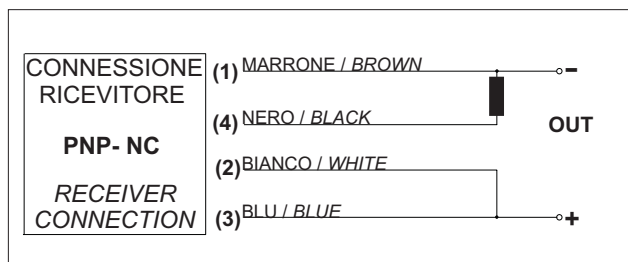 CONNESSIONE
RICEVITORE
PNP- NC
RECEIVER
CONNECTION
(1) MARRONE / BROWN
(4) NERO / BLACK
(2) BIANCO / WHITE
(3) BLU / BLUE
-
OUT
+